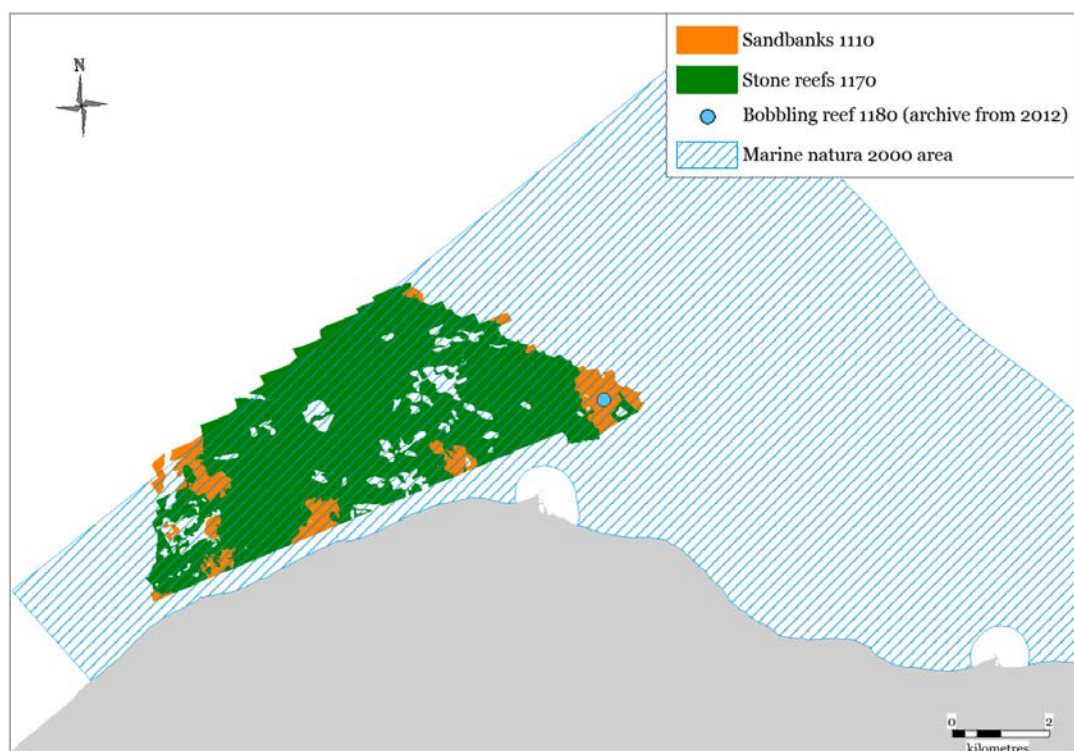 N
Sandbanks 1110
Stone reefs 1170
Bobbling reef 1180 (archive from 2012)
Marine natura 2000 area
0 2
kilometres